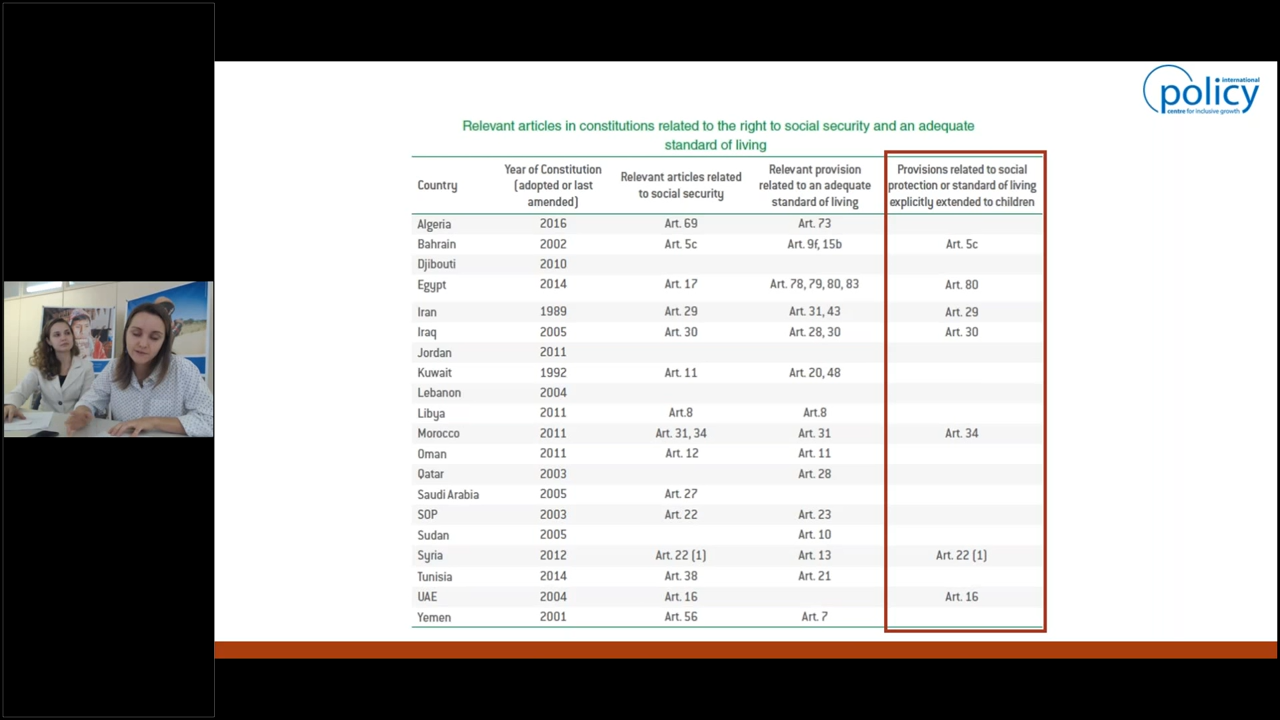 international
policy
centre for inclusive growth
Relevant articles in constitutions related to the right to social security and an adequate
standard of living
Country
Year of Constitution
(adopted or last
amended)
Relevant articles related
to social security
Relevant provision
related to an adequate
standard of living
Provisions related to social
protection or standard of living
explicitly extended to children
Algeria 2016 Art. 69 Art. 73
Bahrain 2002 Art. 5c Art. 9f, 15b Art. 5c
Djibouti 2010
Egypt 2014 Art. 17 Art. 78, 79, 80, 83 Art. 80
Iran 1989 Art. 29 Art. 31, 43 Art. 29
Iraq 2005 Art. 30 Art. 28, 30 Art. 30
Jordan 2011
Kuwait 1992 Art. 11 Art. 20, 48
Lebanon 2004
Libya 2011 Art.8 Art.8
Morocco 2011 Art. 31, 34 Art. 31 Art. 34
Oman 2011 Art. 12 Art. 11
Qatar 2003 Art. 28
Saudi Arabia 2005 Art. 27
SOP 2003 Art. 22 Art. 23
Sudan 2005 Art. 10
Syria 2012 Art. 22 (1) Art. 13 Art. 22 (1)
Tunisia 2014 Art. 38 Art. 21
UAE 2004 Art. 16 Art. 16
Yemen 2001 Art. 56 Art. 7